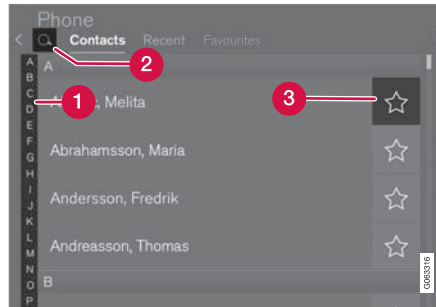 Phone
Contacts Recent Favourites
2
A
A
B
C
D
E
F
G
H
I
J
K
L
M
N
O
P
1
Melita
3
Abrahamsson, Maria
Andersson, Fredrik
Andreasson, Thomas
B
G063316